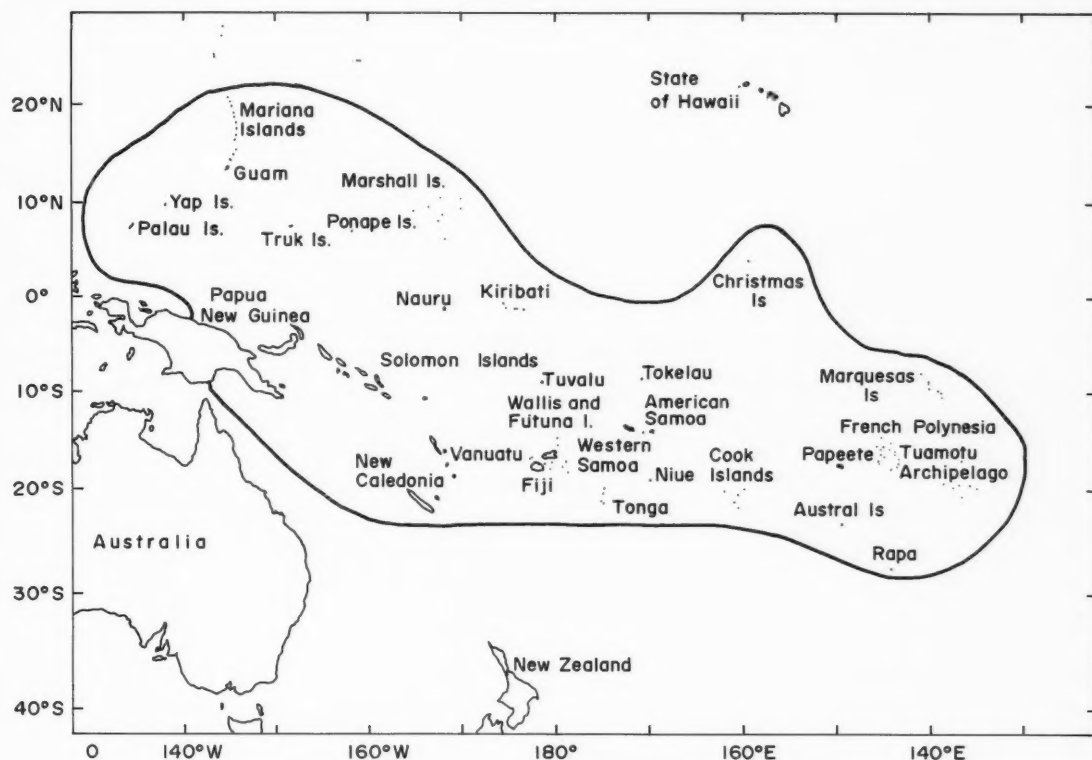 State
of Hawaii
20°N
Mariana
Islands
Guam
Marshall Is.
10°N
Yap Is.
Palau Is.
Truk Is.
Ponape Is.
Christmas
Is
0°
Papua
New Guinea
Nauru
Kiribati
Solomon Islands
Tuvalu
Tokelau
Marquesas
Is
10°S
Wallis and
Futuna I.
American
Samoa
French Polynesia
Vanuatu
Western
Samoa
Cook
Islands
Papeete
Tuamotu
Archipelago
New
Caledonia
Fiji
Niue
20°S
Tonga
Austral Is
Australia
Rapa
30°S
New Zealand
40°S
0 140°W 160°W 180° 160°E 140°E